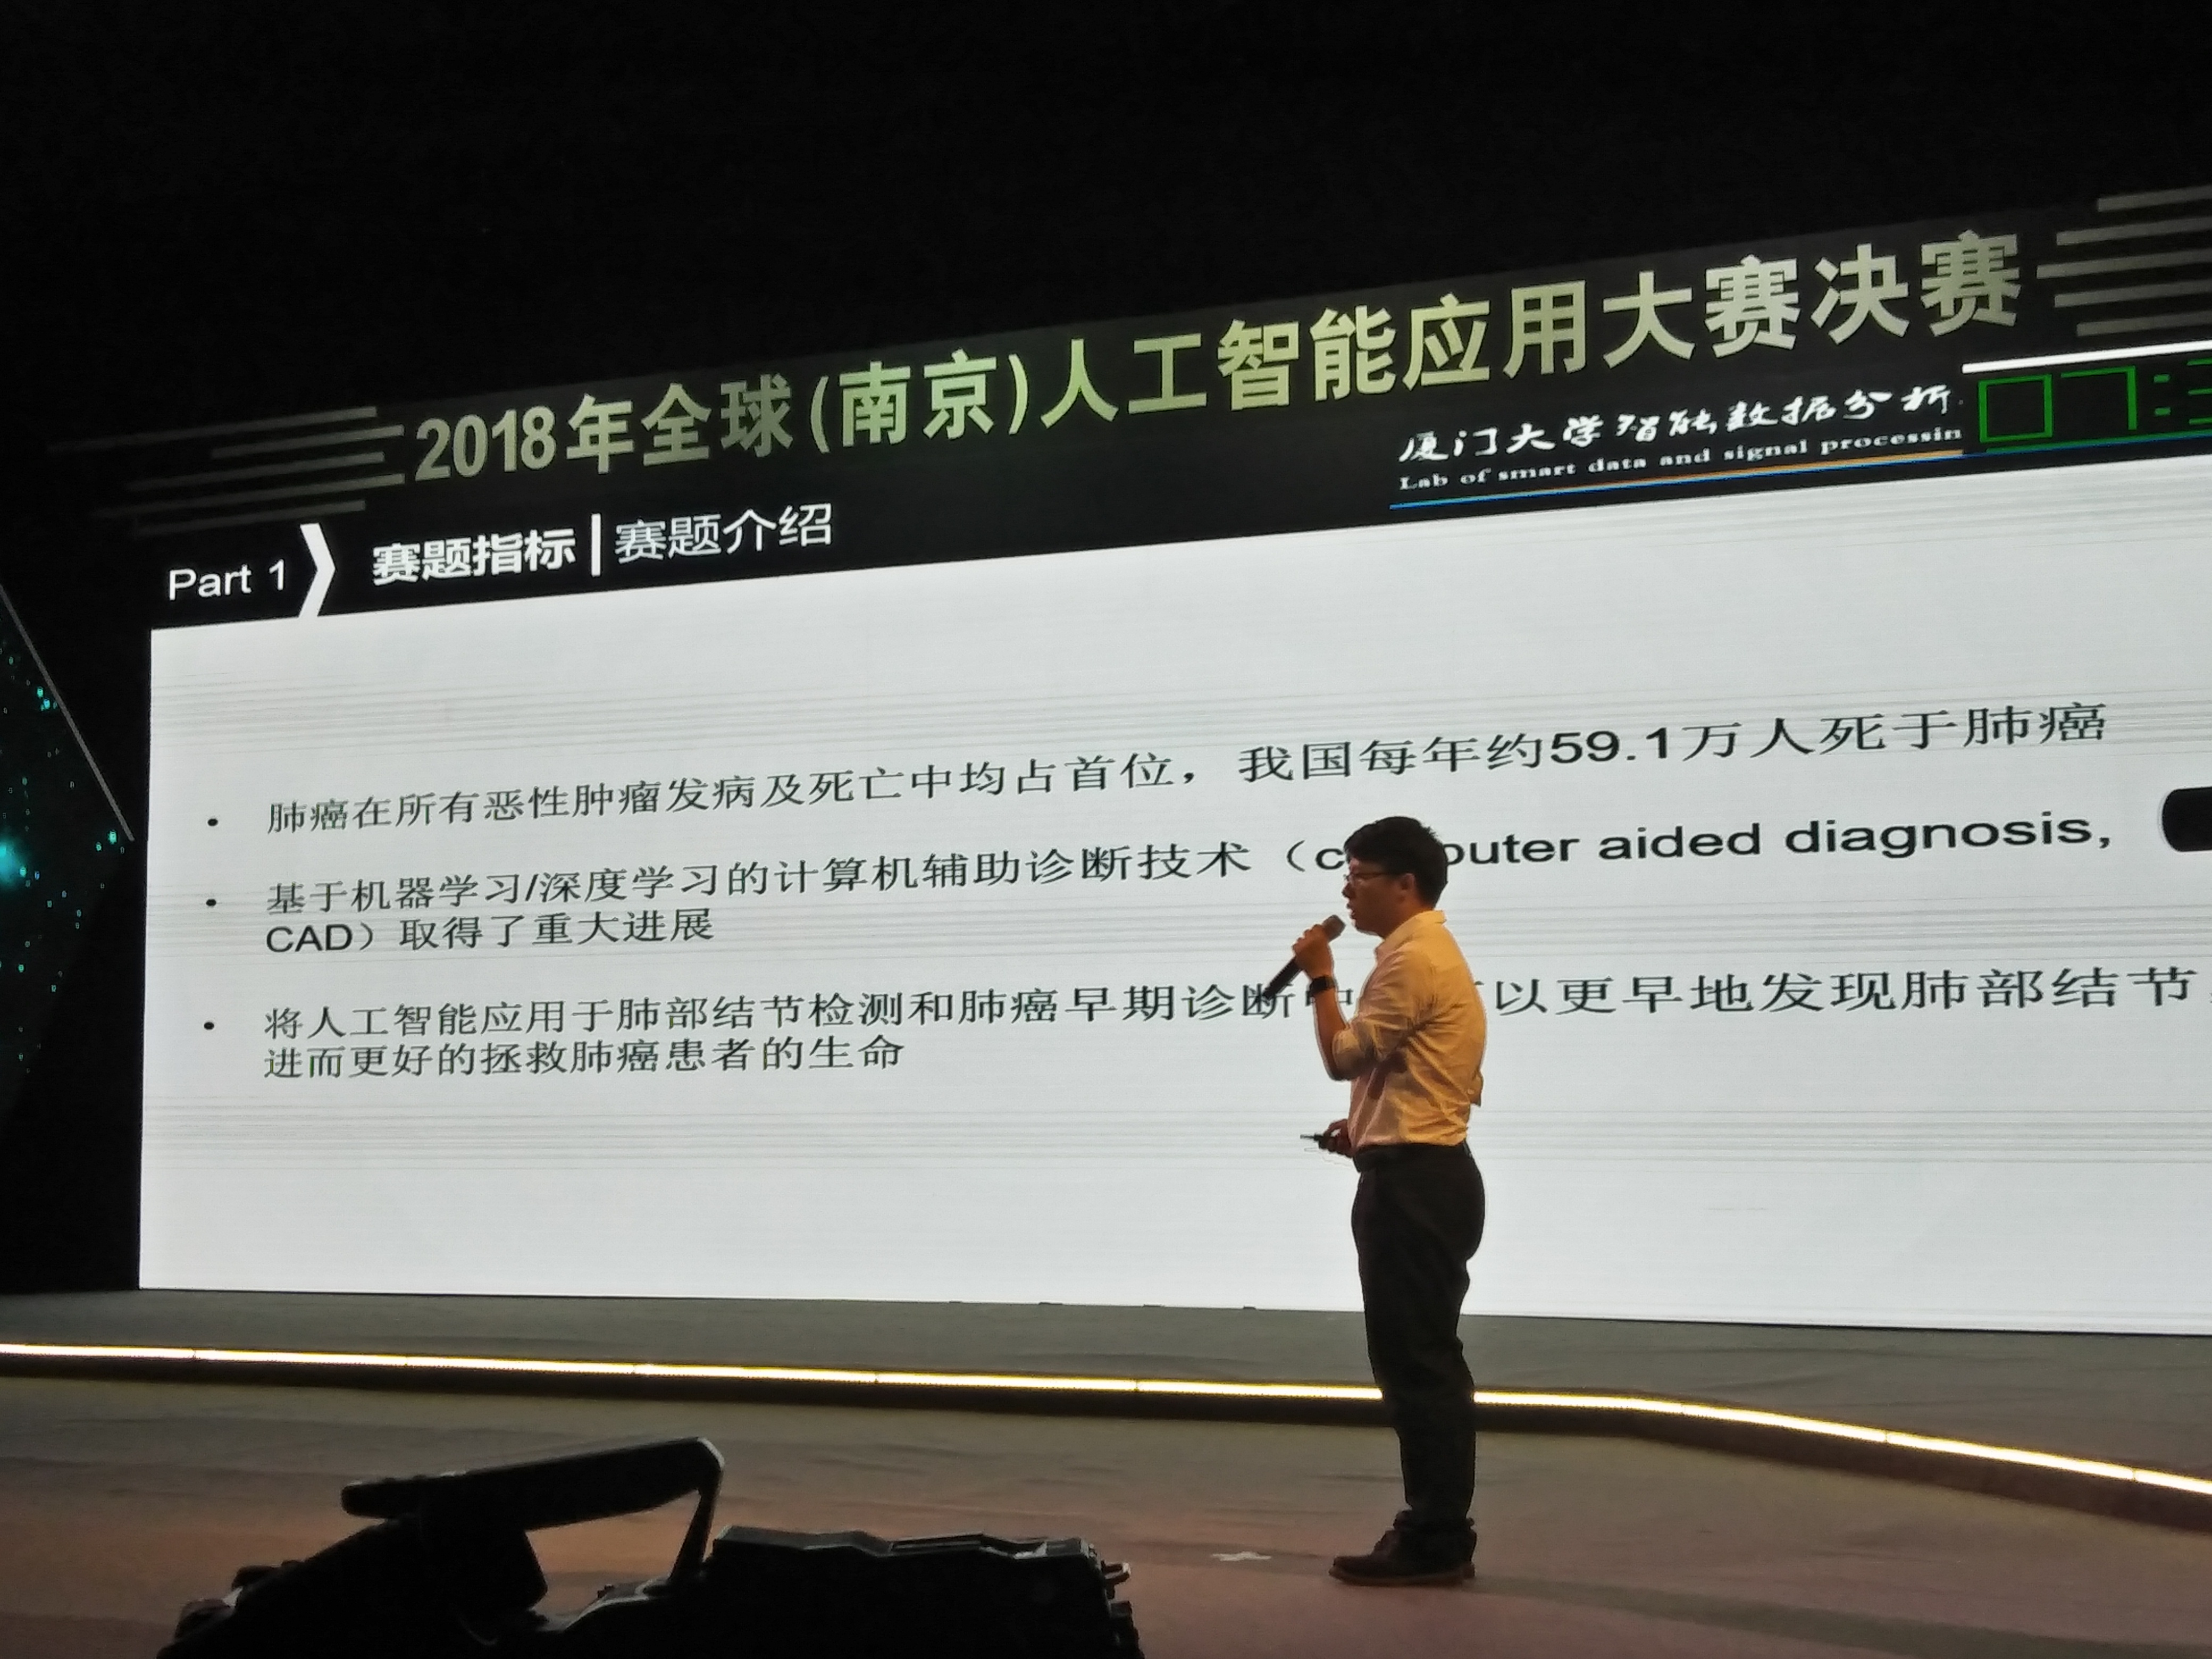 2018年全球(南京)人工智能应用大赛决赛
厦门大学智能数据分析
Lab of smart data and signal processin
07:
Part 1 赛题指标 | 赛题介绍
• 肺癌在所有恶性肿瘤发病及死亡中均占首位，我国每年约59.1万人死于肺癌
• 基于机器学习/深度学习的计算机辅助诊断技术（ aided diagnosis,
CAD）取得了重大进展
• 将人工智能应用于肺部结节检测和肺癌早期诊断中 以更早地发现肺部结节
进而更好的拯救肺癌患者的生命